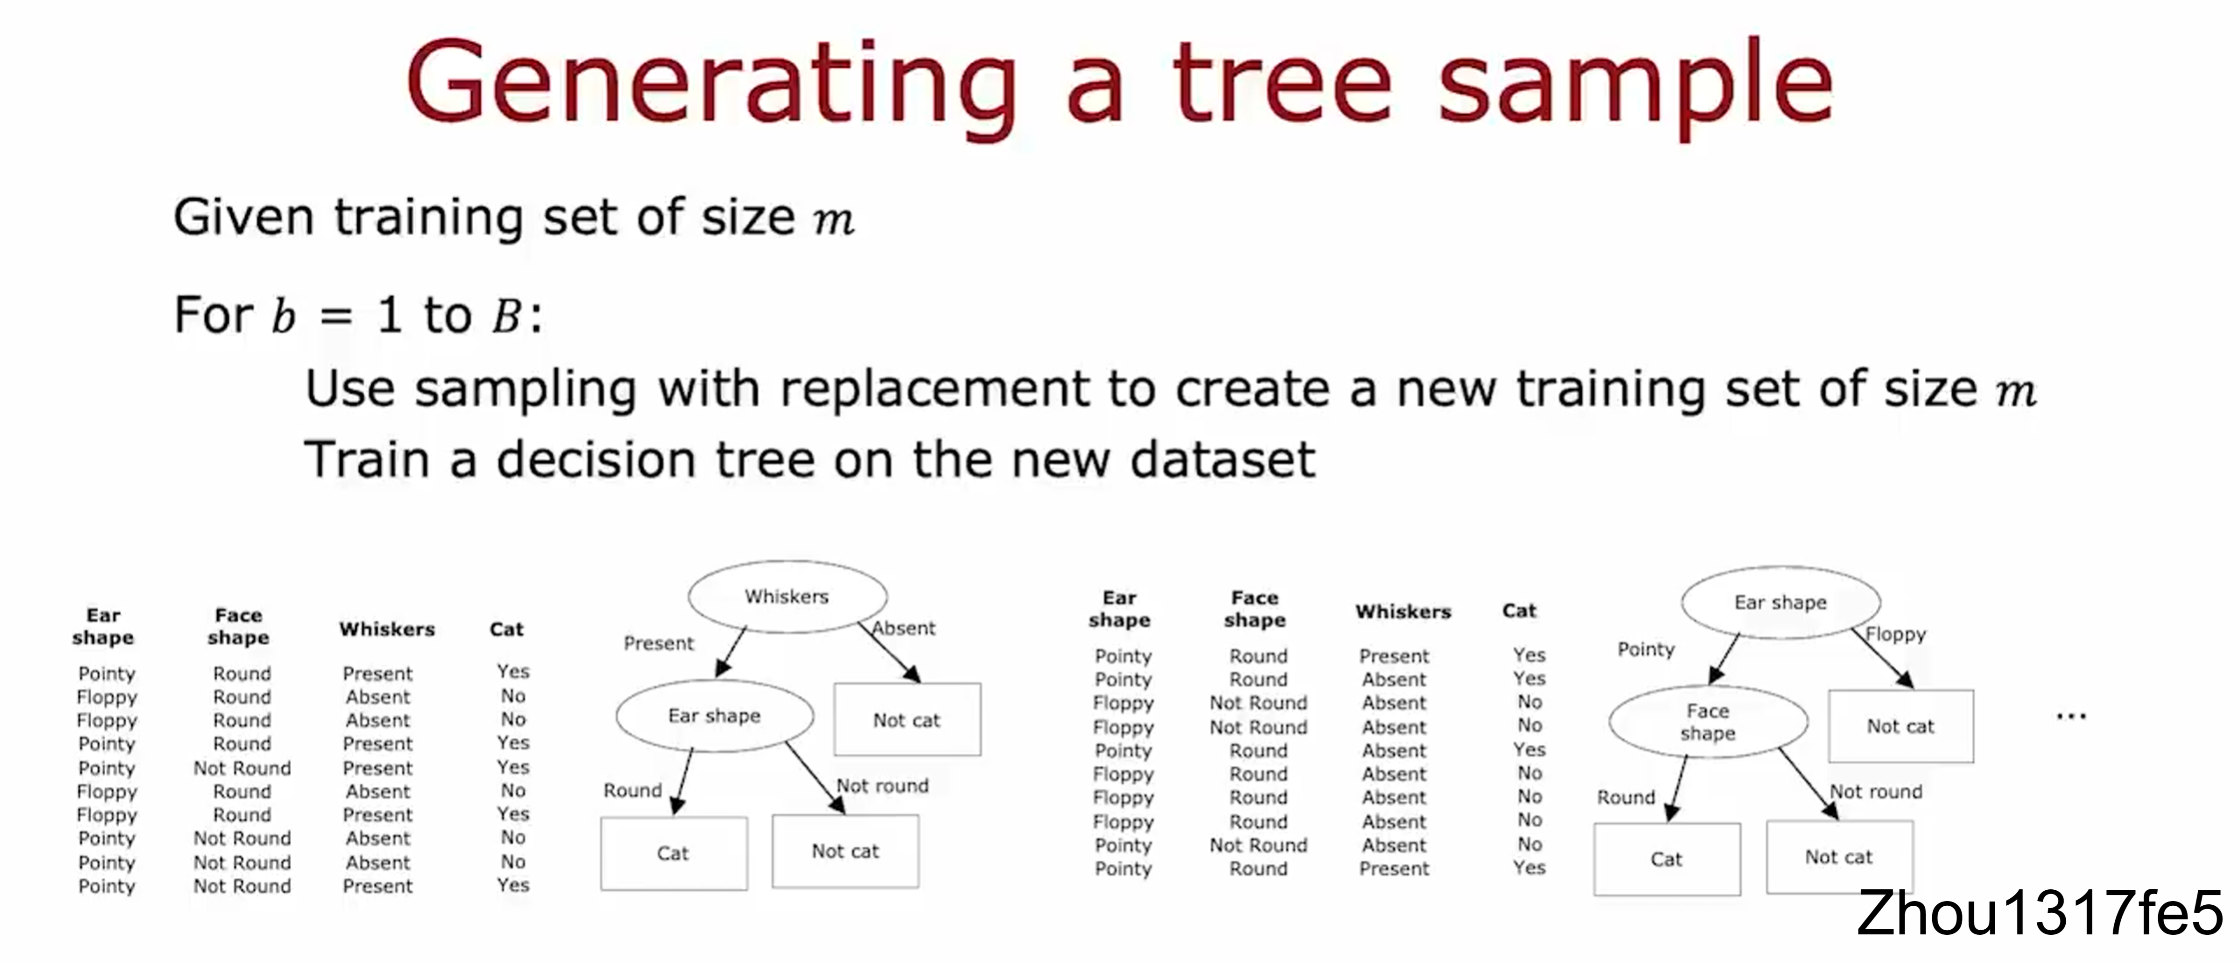 Generating a tree sample
Given training set of size m
For b = 1 to B:
Use sampling with replacement to create a new training set of size m
Train a decision tree on the new dataset
Ear shape Face shape Whiskers Cat
Pointy Round Present Yes
Floppy Round Absent No
Floppy Round Absent No
Pointy Round Present Yes
Pointy Not Round Present Yes
Floppy Round Absent No
Floppy Round Present Yes
Pointy Not Round Absent No
Pointy Not Round Absent No
Pointy Not Round Present Yes
Whiskers
Present Absent
Ear shape Not cat
Round Not round
Cat Not cat
Ear shape Face shape Whiskers Cat
Pointy Round Present Yes
Pointy Round Absent Yes
Floppy Not Round Absent No
Floppy Not Round Absent No
Pointy Round Absent Yes
Floppy Round Absent No
Floppy Round Absent No
Floppy Round Absent No
Pointy Not Round Absent No
Pointy Round Present Yes
Ear shape
Pointy Floppy
Face
shape
Not cat
Round Not round
Cat Not cat
...
Zhou1317fe5